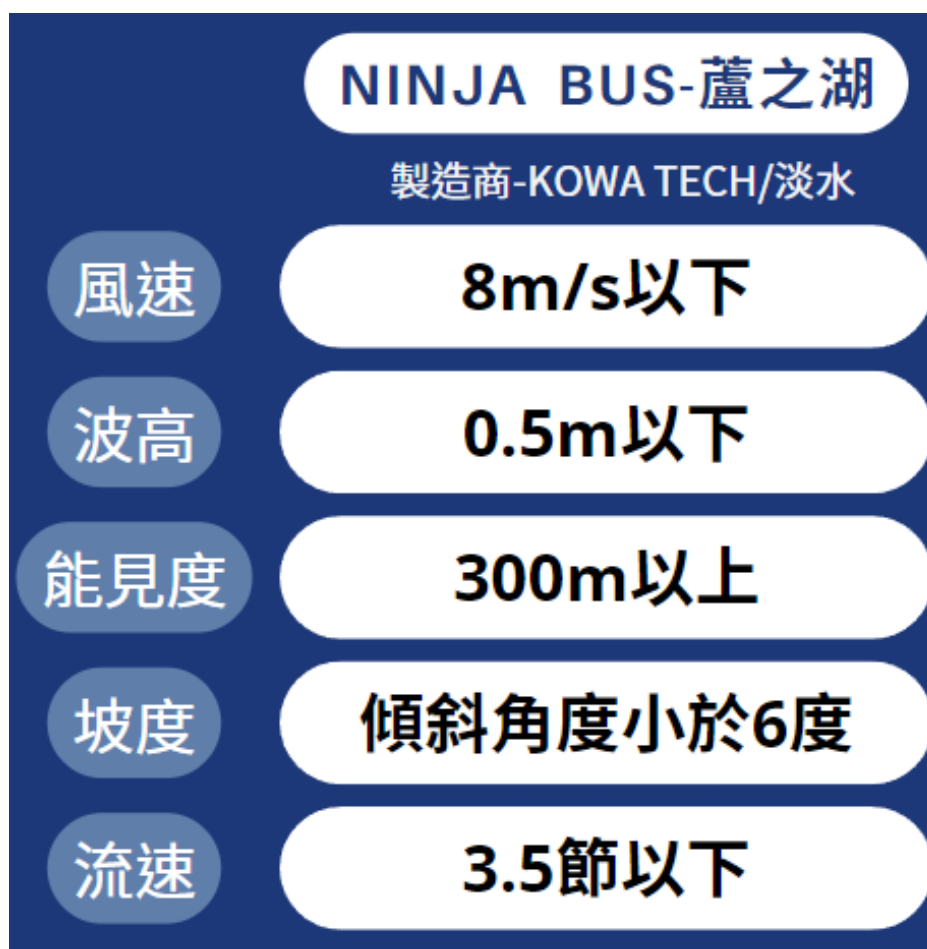 NINJA BUS-蘆之湖
製造商-KOWA TECH/淡水
風速 8m/s以下
波高 0.5m以下
能見度 300m以上
坡度 傾斜角度小於6度
流速 3.5節以下